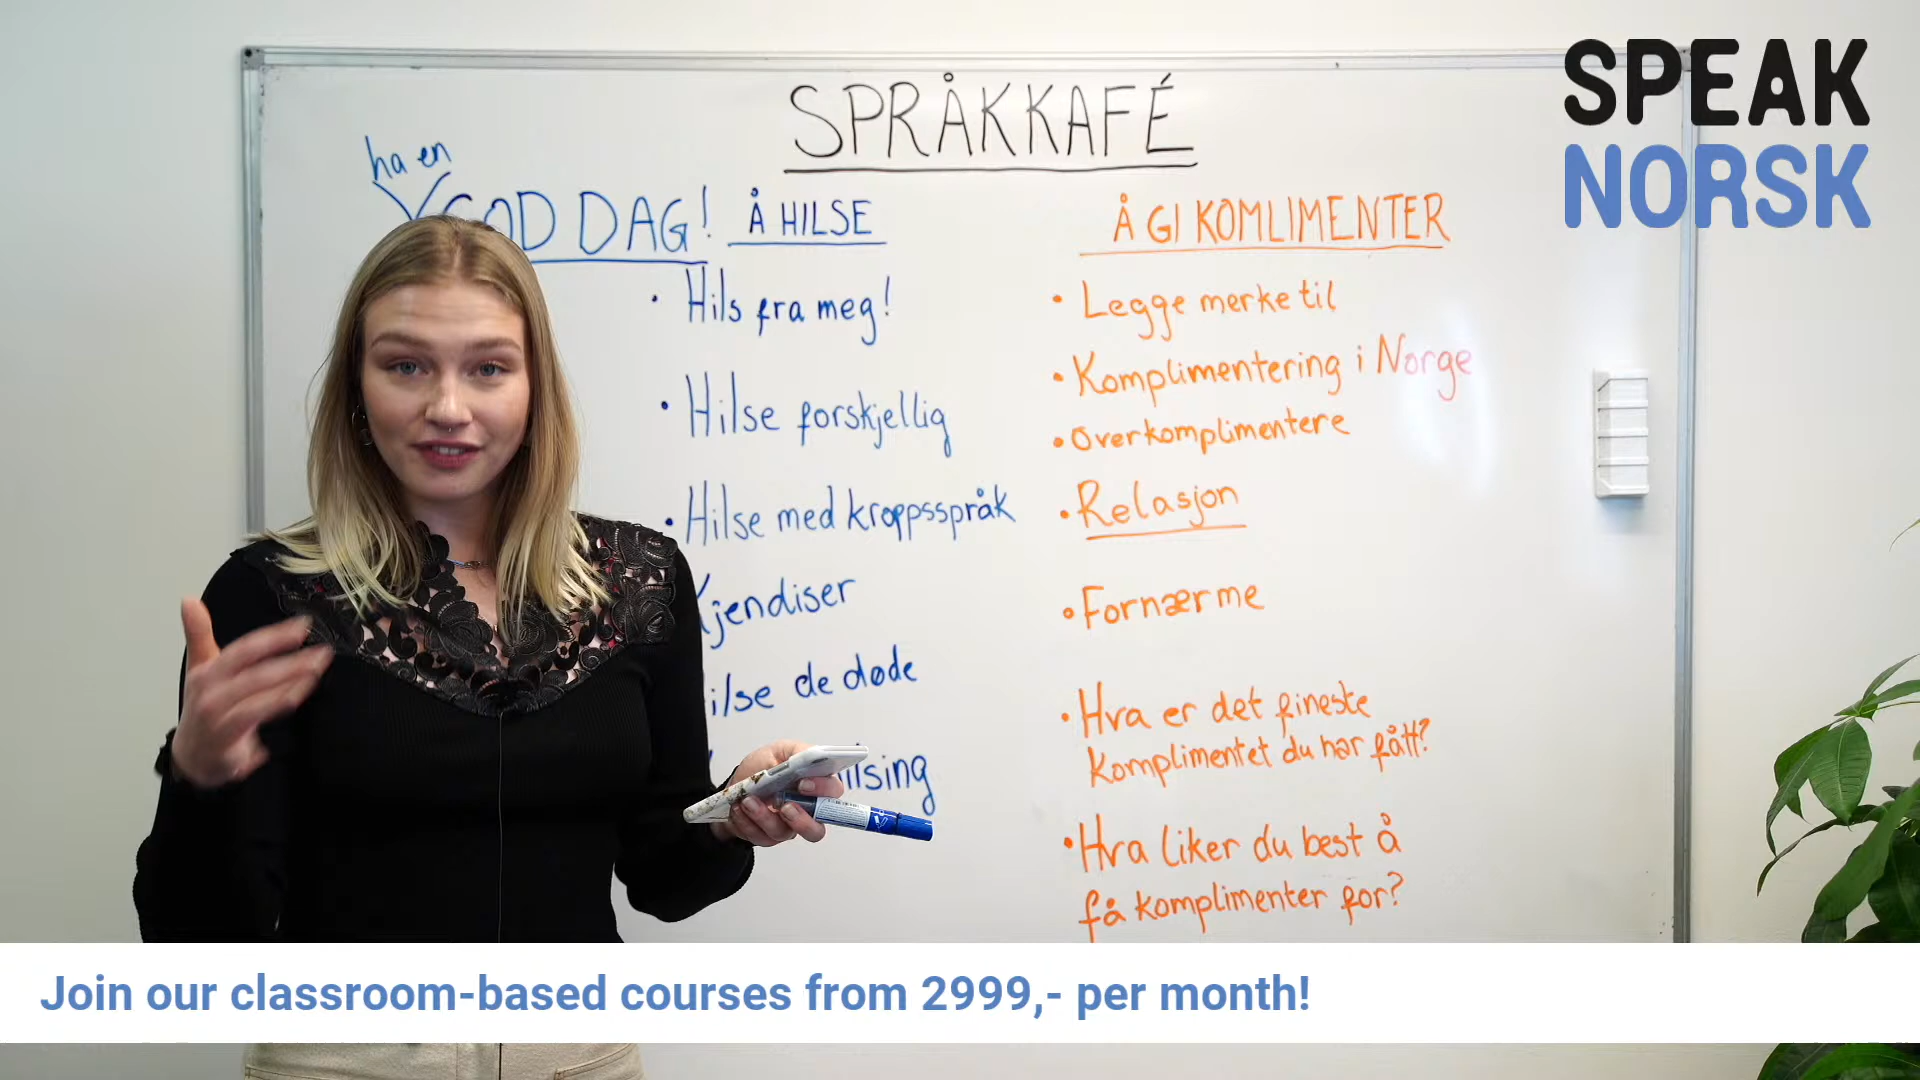 SPRÅKKAFÉ
SPEAK
NORSK
ha en
GOD DAG!
Å HILSE
• Hils fra meg!
• Hilse forskjellig
• Hilse med kroppsspråk
Kjendiser
Hilse de døde
Å GI KOMLIMENTER
• Legge merke til
• Komplimentering i Norge
• Overkomplimentere
• Relasjon
• Fornærme
• Hva er det fineste
komplimentet du har fått?
• Hva liker du best å
få komplimenter for?
Join our classroom-based courses from 2999,- per month!